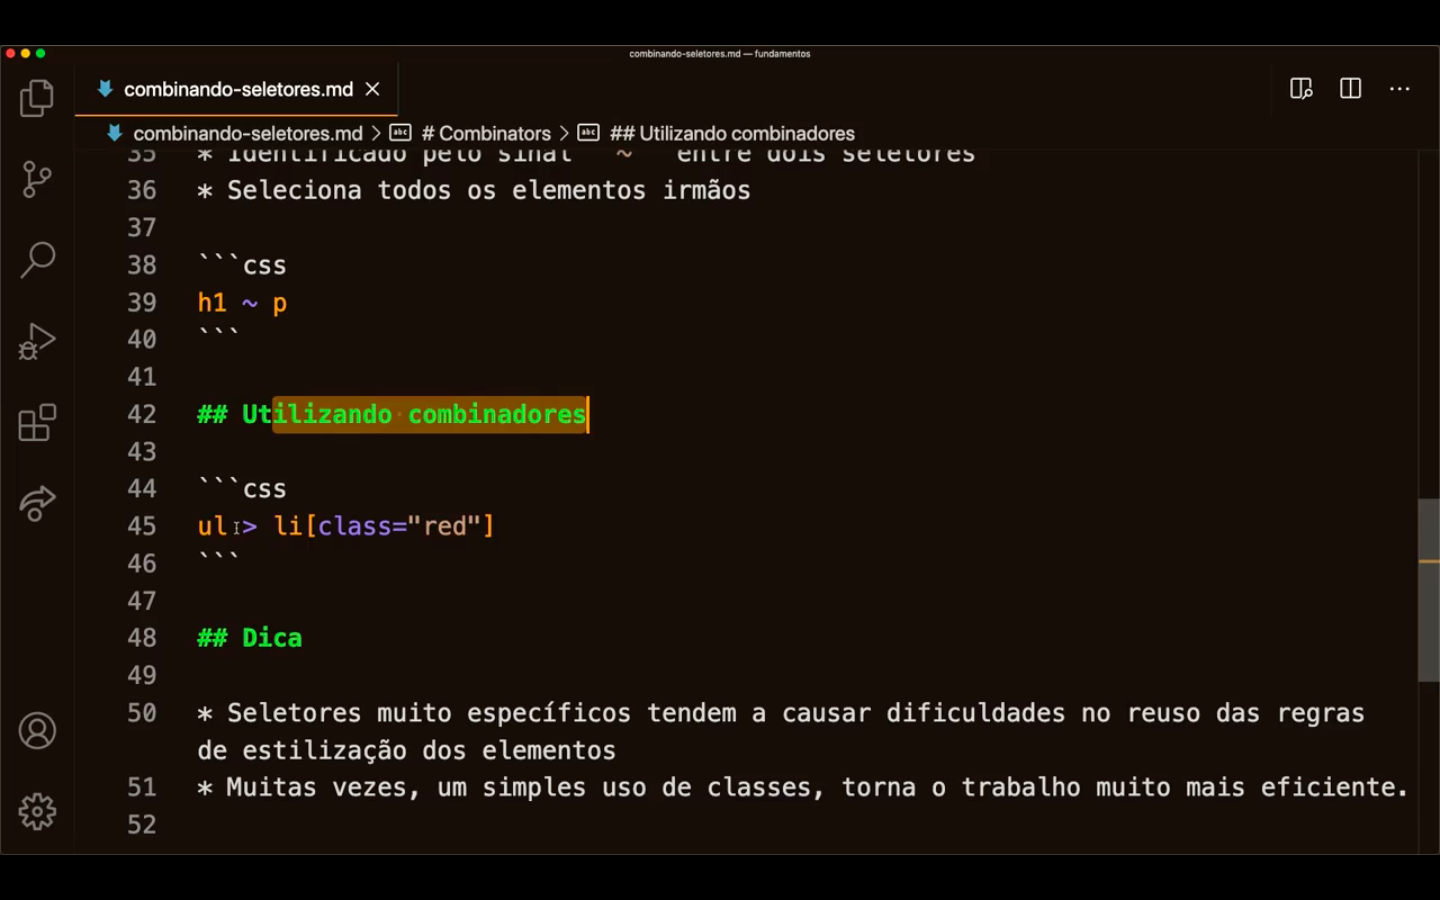 combinando-seletores.md — fundamentos
combinando-seletores.md
combinando-seletores.md > # Combinators > ## Utilizando combinadores
35 * Identificado pelo sinal ~ entre dois seletores
36 * Seleciona todos os elementos irmãos
37
38 ```css
39 h1 ~ p
40 ```
41
42 ## Utilizando combinadores
43
44 ```css
45 ul > li[class="red"]
46 ```
47
48 ## Dica
49
50 * Seletores muito específicos tendem a causar dificuldades no reuso das regras
de estilização dos elementos
51 * Muitas vezes, um simples uso de classes, torna o trabalho muito mais eficiente.
52